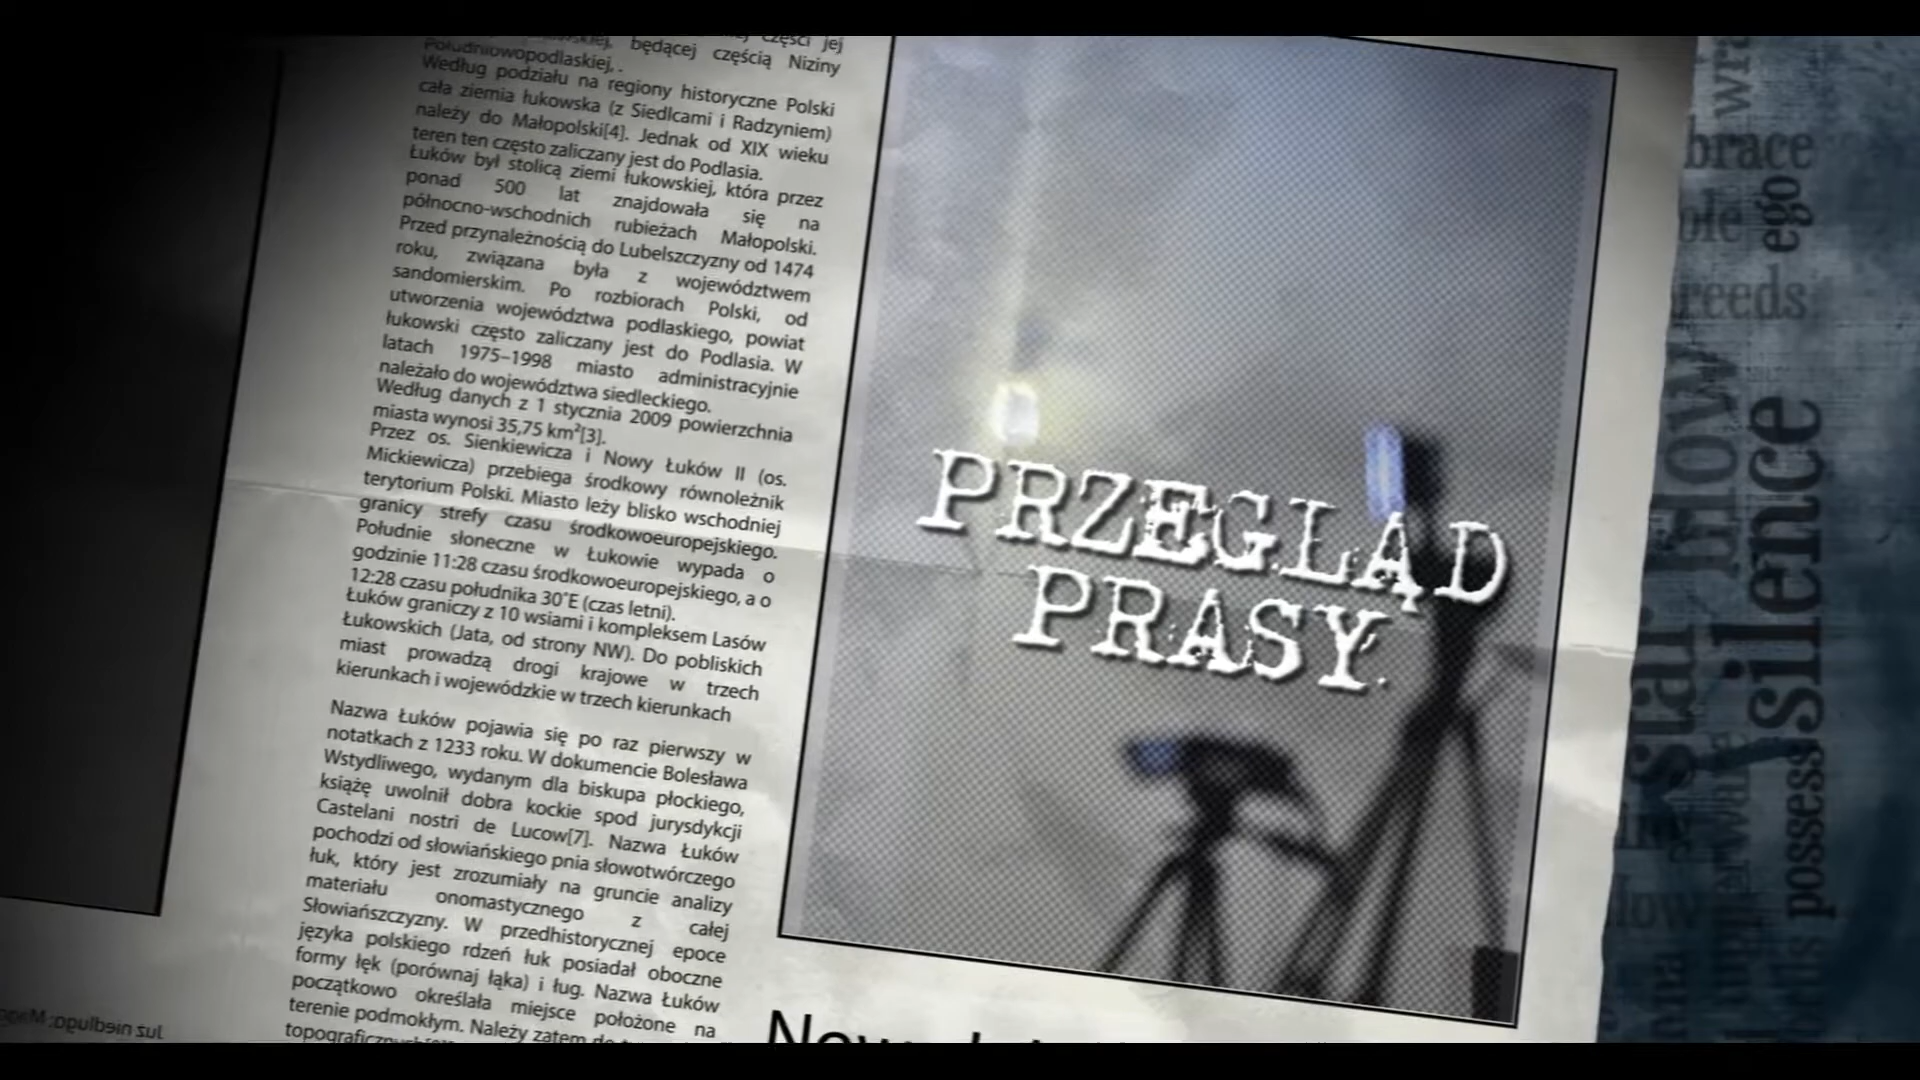 części jej
Południowopodlaskiej, będącej częścią Niziny
Według podziału na regiony historyczne Polski
cała ziemia łukowska (z Siedlcami i Radzyniem)
należy do Małopolski[4]. Jednak od XIX wieku
teren ten często zaliczany jest do Podlasia.
Łuków był stolicą ziemi łukowskiej, która przez
ponad 500 lat znajdowała się na
północno-wschodnich rubieżach Małopolski.
Przed przynależnością do Lubelszczyzny od 1474
roku, związana była z województwem
sandomierskim. Po rozbiorach Polski, od
utworzenia województwa podlaskiego, powiat
łukowski często zaliczany jest do Podlasia. W
latach 1975–1998 miasto administracyjnie
należało do województwa siedleckiego.
Według danych z 1 stycznia 2009 powierzchnia
miasta wynosi 35,75 km²[3].
Przez os. Sienkiewicza i Nowy Łuków II (os.
Mickiewicza) przebiega środkowy równoleżnik
terytorium Polski. Miasto leży blisko wschodniej
granicy strefy czasu środkowoeuropejskiego.
Południe słoneczne w Łukowie wypada o
godzinie 11:28 czasu środkowoeuropejskiego, a o
12:28 czasu południka 30°E (czas letni).
Łuków graniczy z 10 wsiami i kompleksem Lasów
Łukowskich (Jata, od strony NW). Do pobliskich
miast prowadzą drogi krajowe w trzech
kierunkach i wojewódzkie w trzech kierunkach
Nazwa Łuków pojawia się po raz pierwszy w
notatkach z 1233 roku. W dokumencie Bolesława
Wstydliwego, wydanym dla biskupa płockiego,
książę uwolnił dobra kockie spod jurysdykcji
Castelani nostri de Lucow[7]. Nazwa Łuków
pochodzi od słowiańskiego pnia słowotwórczego
łuk, który jest zrozumiały na gruncie analizy
materiału onomastycznego z całej
Słowiańszczyzny. W przedhistorycznej epoce
języka polskiego rdzeń łuk posiadał oboczne
formy łęk (porównaj łąka) i ług. Nazwa Łuków
początkowo określała miejsce położone na
terenie podmokłym. Należy zatem do
PRZEGLĄD
PRASY.
brace
ego
breeds
blow
star
silence
possess